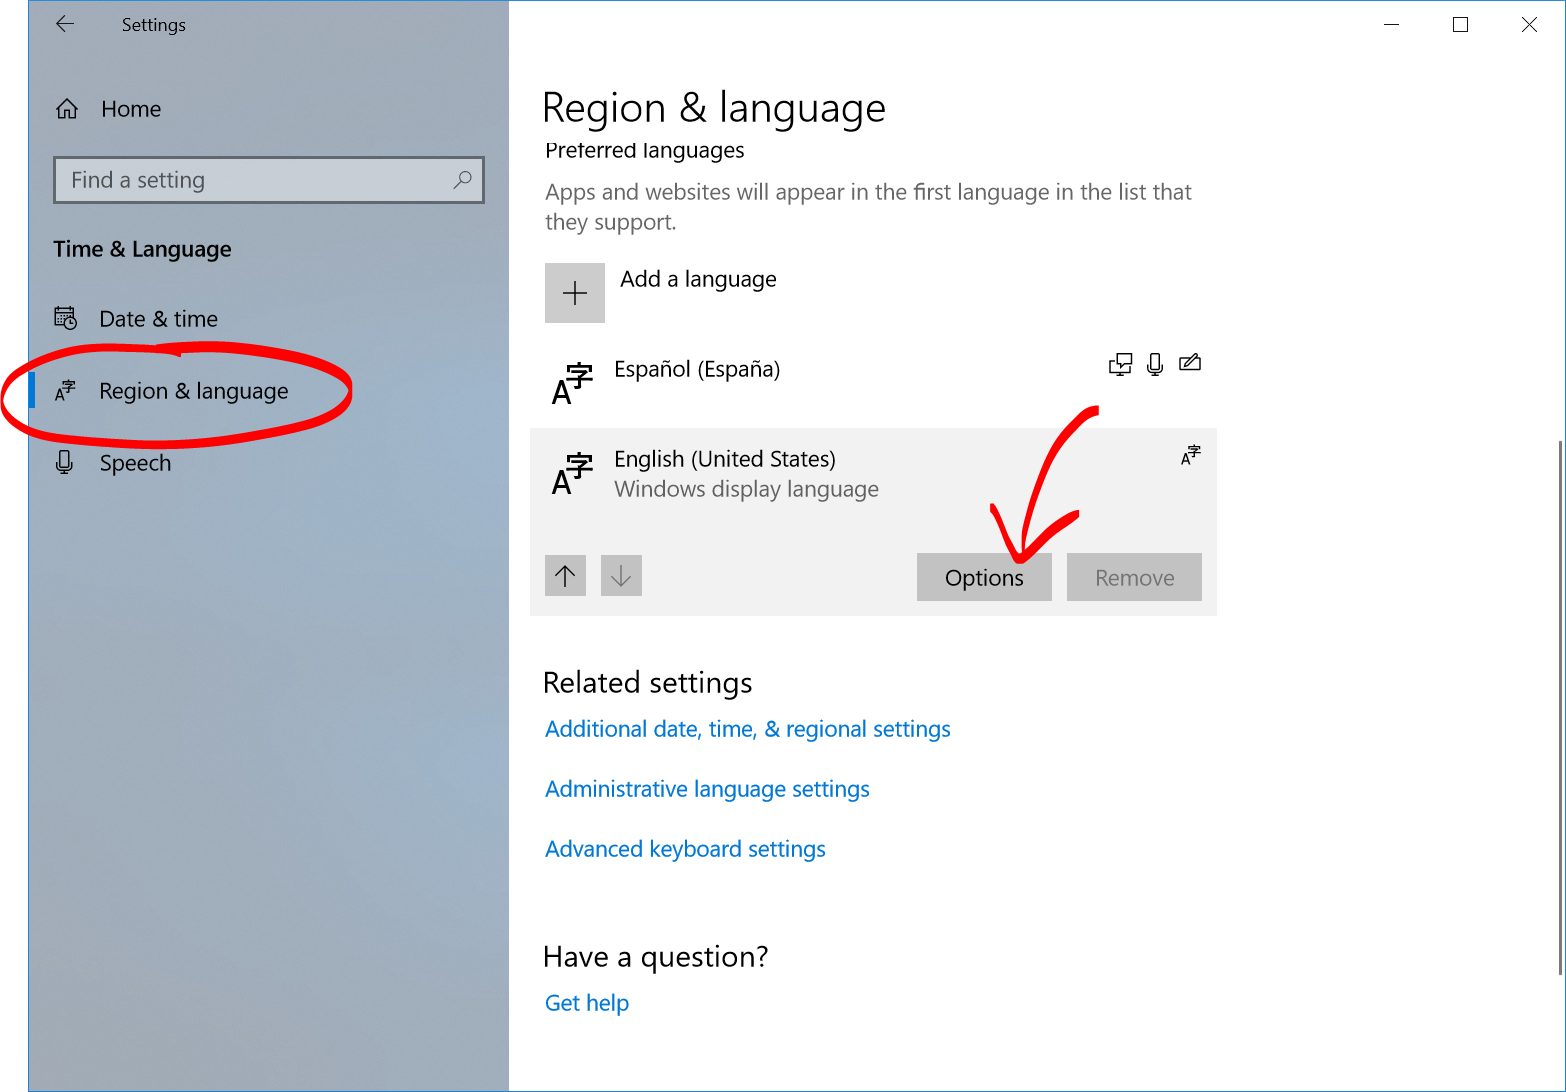 Settings
Home
Find a setting
Time & Language
Date & time
Region & language
Speech
Region & language
Preferred languages
Apps and websites will appear in the first language in the list that
they support.
Add a language
Español (España)
English (United States)
Windows display language
Options
Remove
Related settings
Additional date, time, & regional settings
Administrative language settings
Advanced keyboard settings
Have a question?
Get help